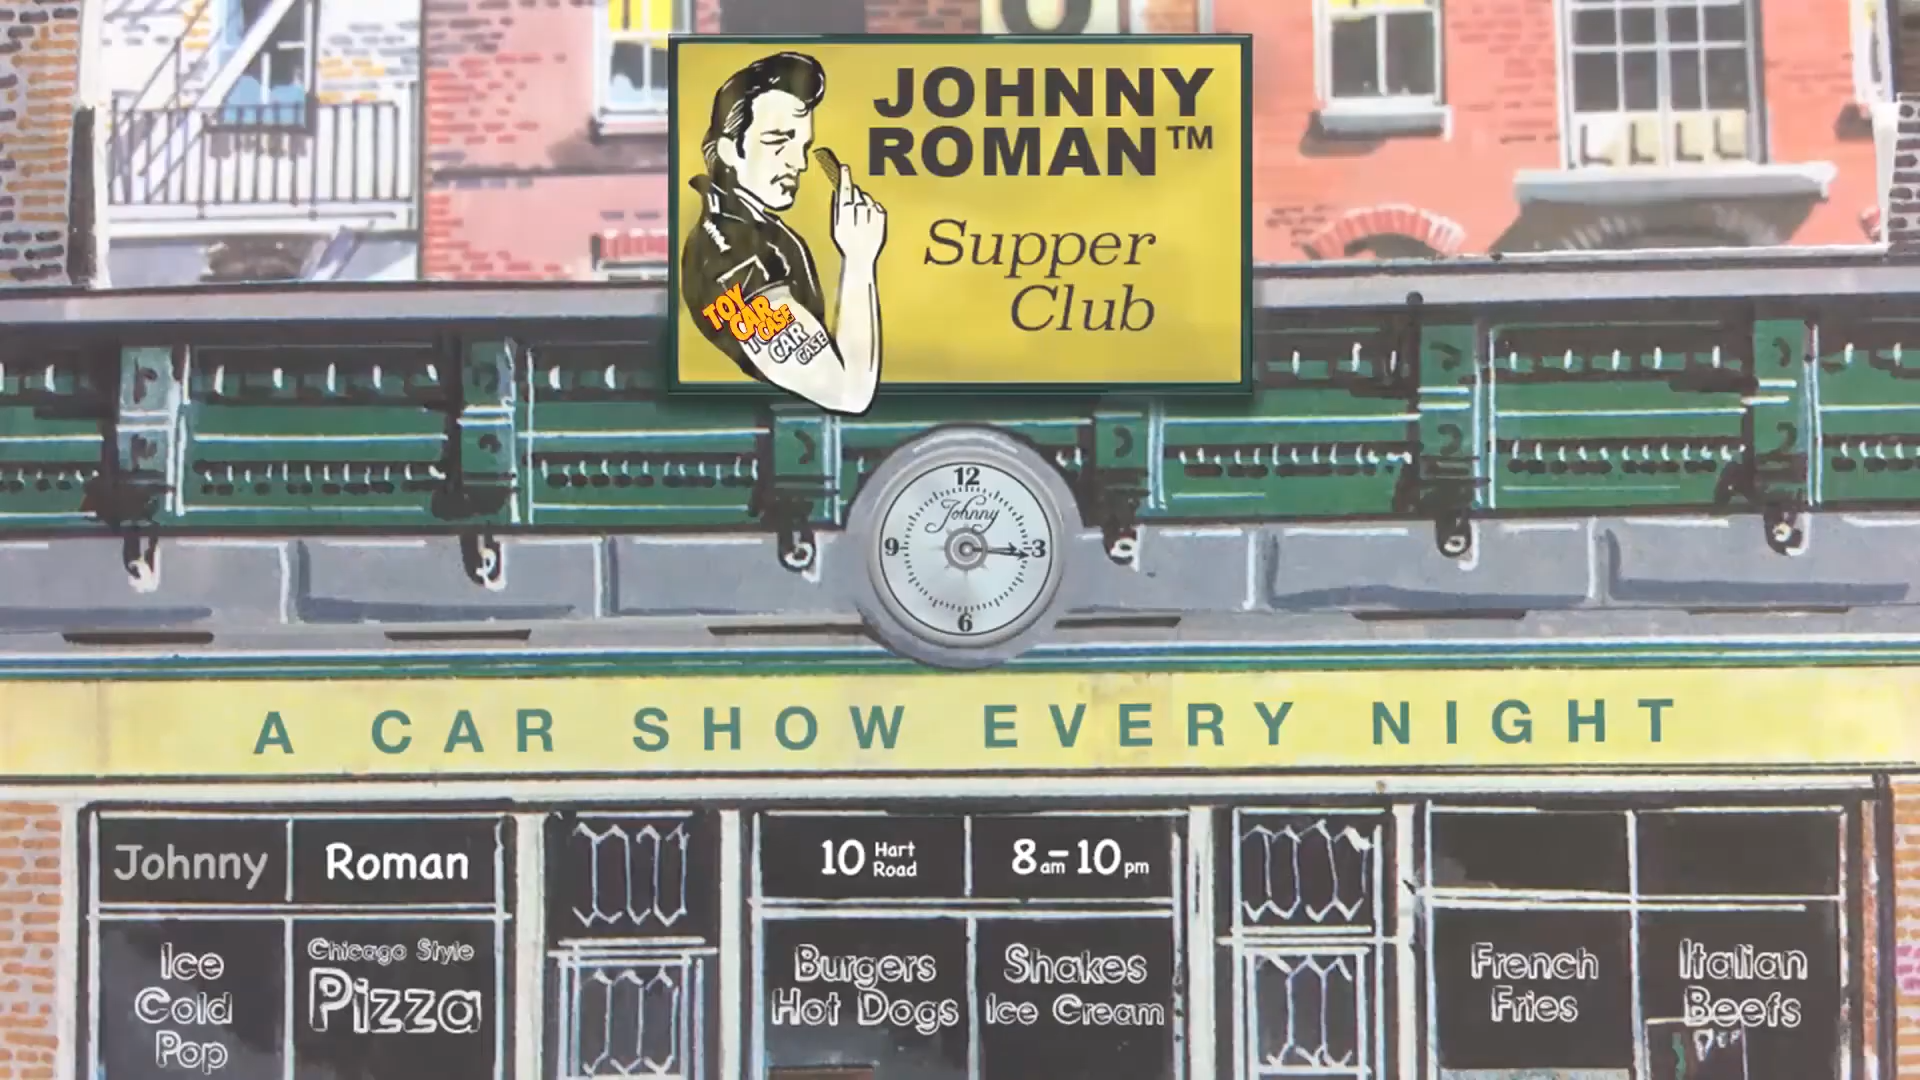 JOHNNY
ROMAN™
Supper
Club
TOY
CAR
CASE
CAR
CASE
12
Johnny
9
3
6
A CAR SHOW EVERY NIGHT
Johnny Roman
10 Hart Road
8am-10pm
Ice
Cold
Pop
Chicago Style
Pizza
Burgers
Hot Dogs
Shakes
Ice Cream
French
Fries
Italian
Beefs